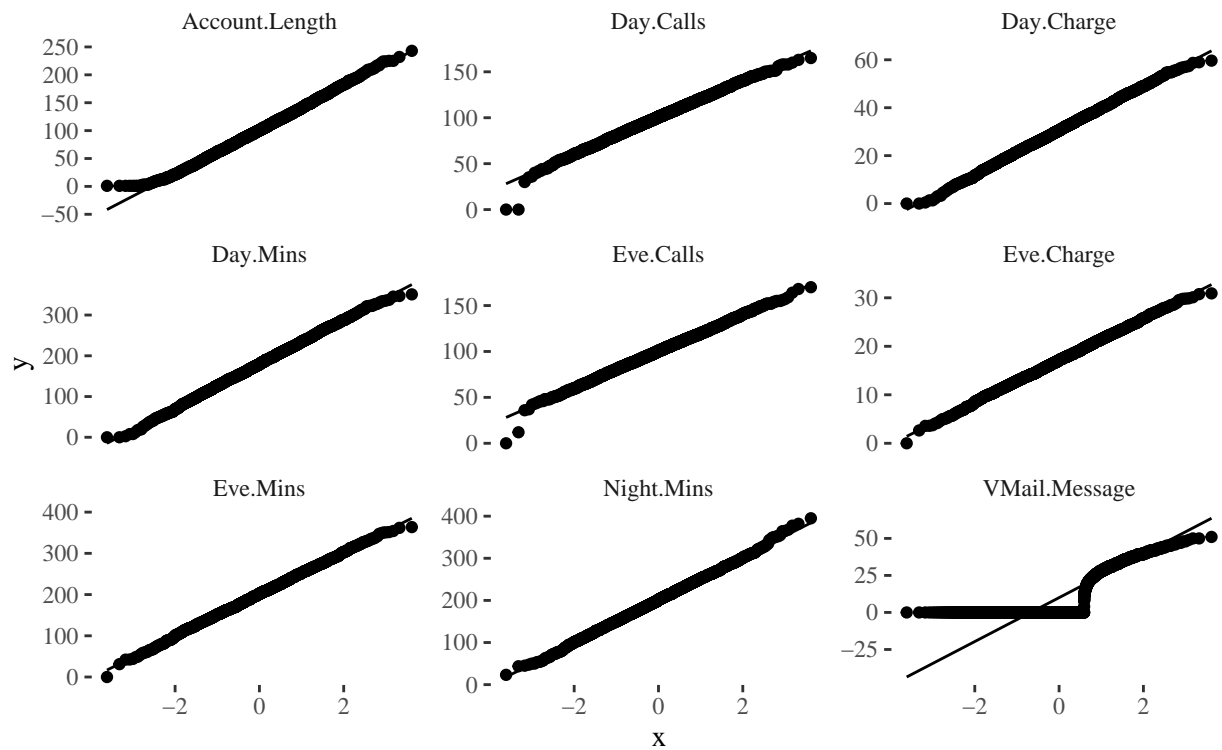 Account.Length
Day.Calls
Day.Charge
250
200
150
100
50
0
−50
150
100
50
0
60
40
20
0
Day.Mins
Eve.Calls
Eve.Charge
300
200
100
0
150
100
50
0
30
20
10
0
y
Eve.Mins
Night.Mins
VMail.Message
400
300
200
100
0
400
300
200
100
0
50
25
0
−25
−2 0 2
−2 0 2
−2 0 2
x